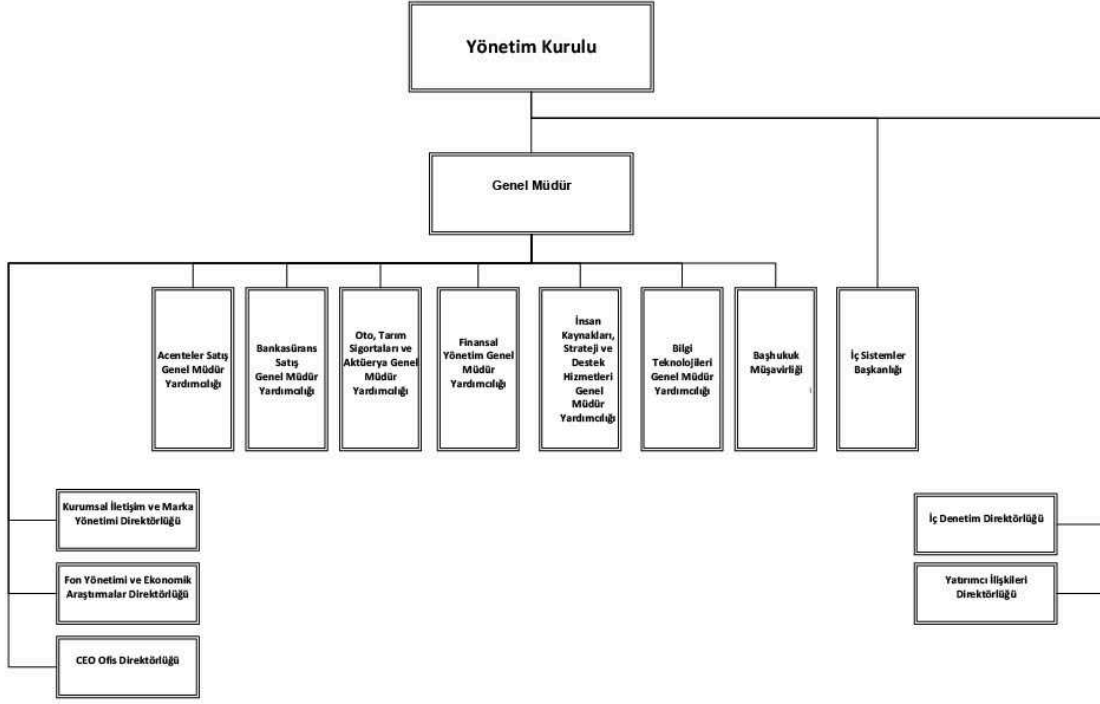 Yönetim Kurulu
Genel Müdür
Acenteler Satış
Genel Müdür
Yardımcılığı
Bankasürans
Satış
Genel Müdür
Yardımcılığı
Oto, Tarım
Sigortaları ve
Aktüerya Genel
Müdür
Yardımcılığı
Finansal
Yönetim Genel
Müdür
Yardımcılığı
İnsan
Kaynakları,
Strateji ve
Destek
Hizmetleri
Genel
Müdür
Yardımcılığı
Bilgi
Teknolojileri
Genel Müdür
Yardımcılığı
Başhukuk
Müşavirliği
İç Sistemler
Başkanlığı
Kurumsal İletişim ve Marka
Yönetimi Direktörlüğü
Fon Yönetimi ve Ekonomik
Araştırmalar Direktörlüğü
CEO Ofis Direktörlüğü
İç Denetim Direktörlüğü
Yatırımcı İlişkileri
Direktörlüğü